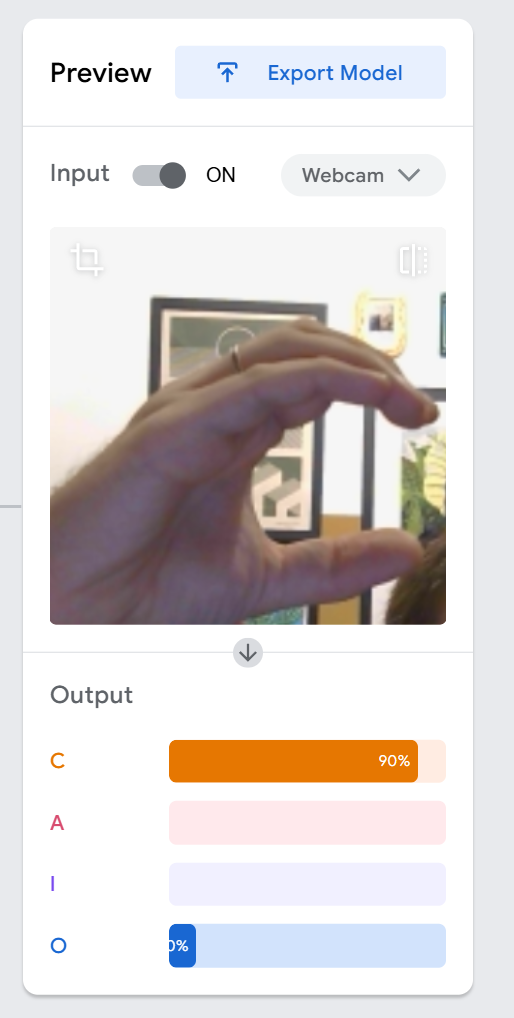 Preview
Export Model
Input
ON
Webcam
Output
C
90%
A
I
O
0%